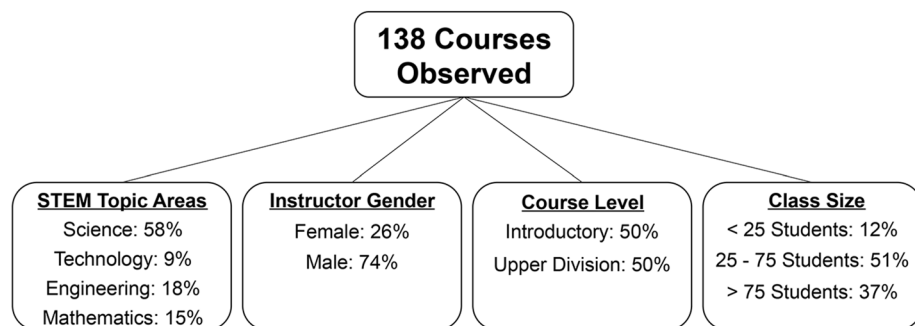 138 Courses
Observed
STEM Topic Areas
Science: 58%
Technology: 9%
Engineering: 18%
Mathematics: 15%
Instructor Gender
Female: 26%
Male: 74%
Course Level
Introductory: 50%
Upper Division: 50%
Class Size
< 25 Students: 12%
25 - 75 Students: 51%
> 75 Students: 37%